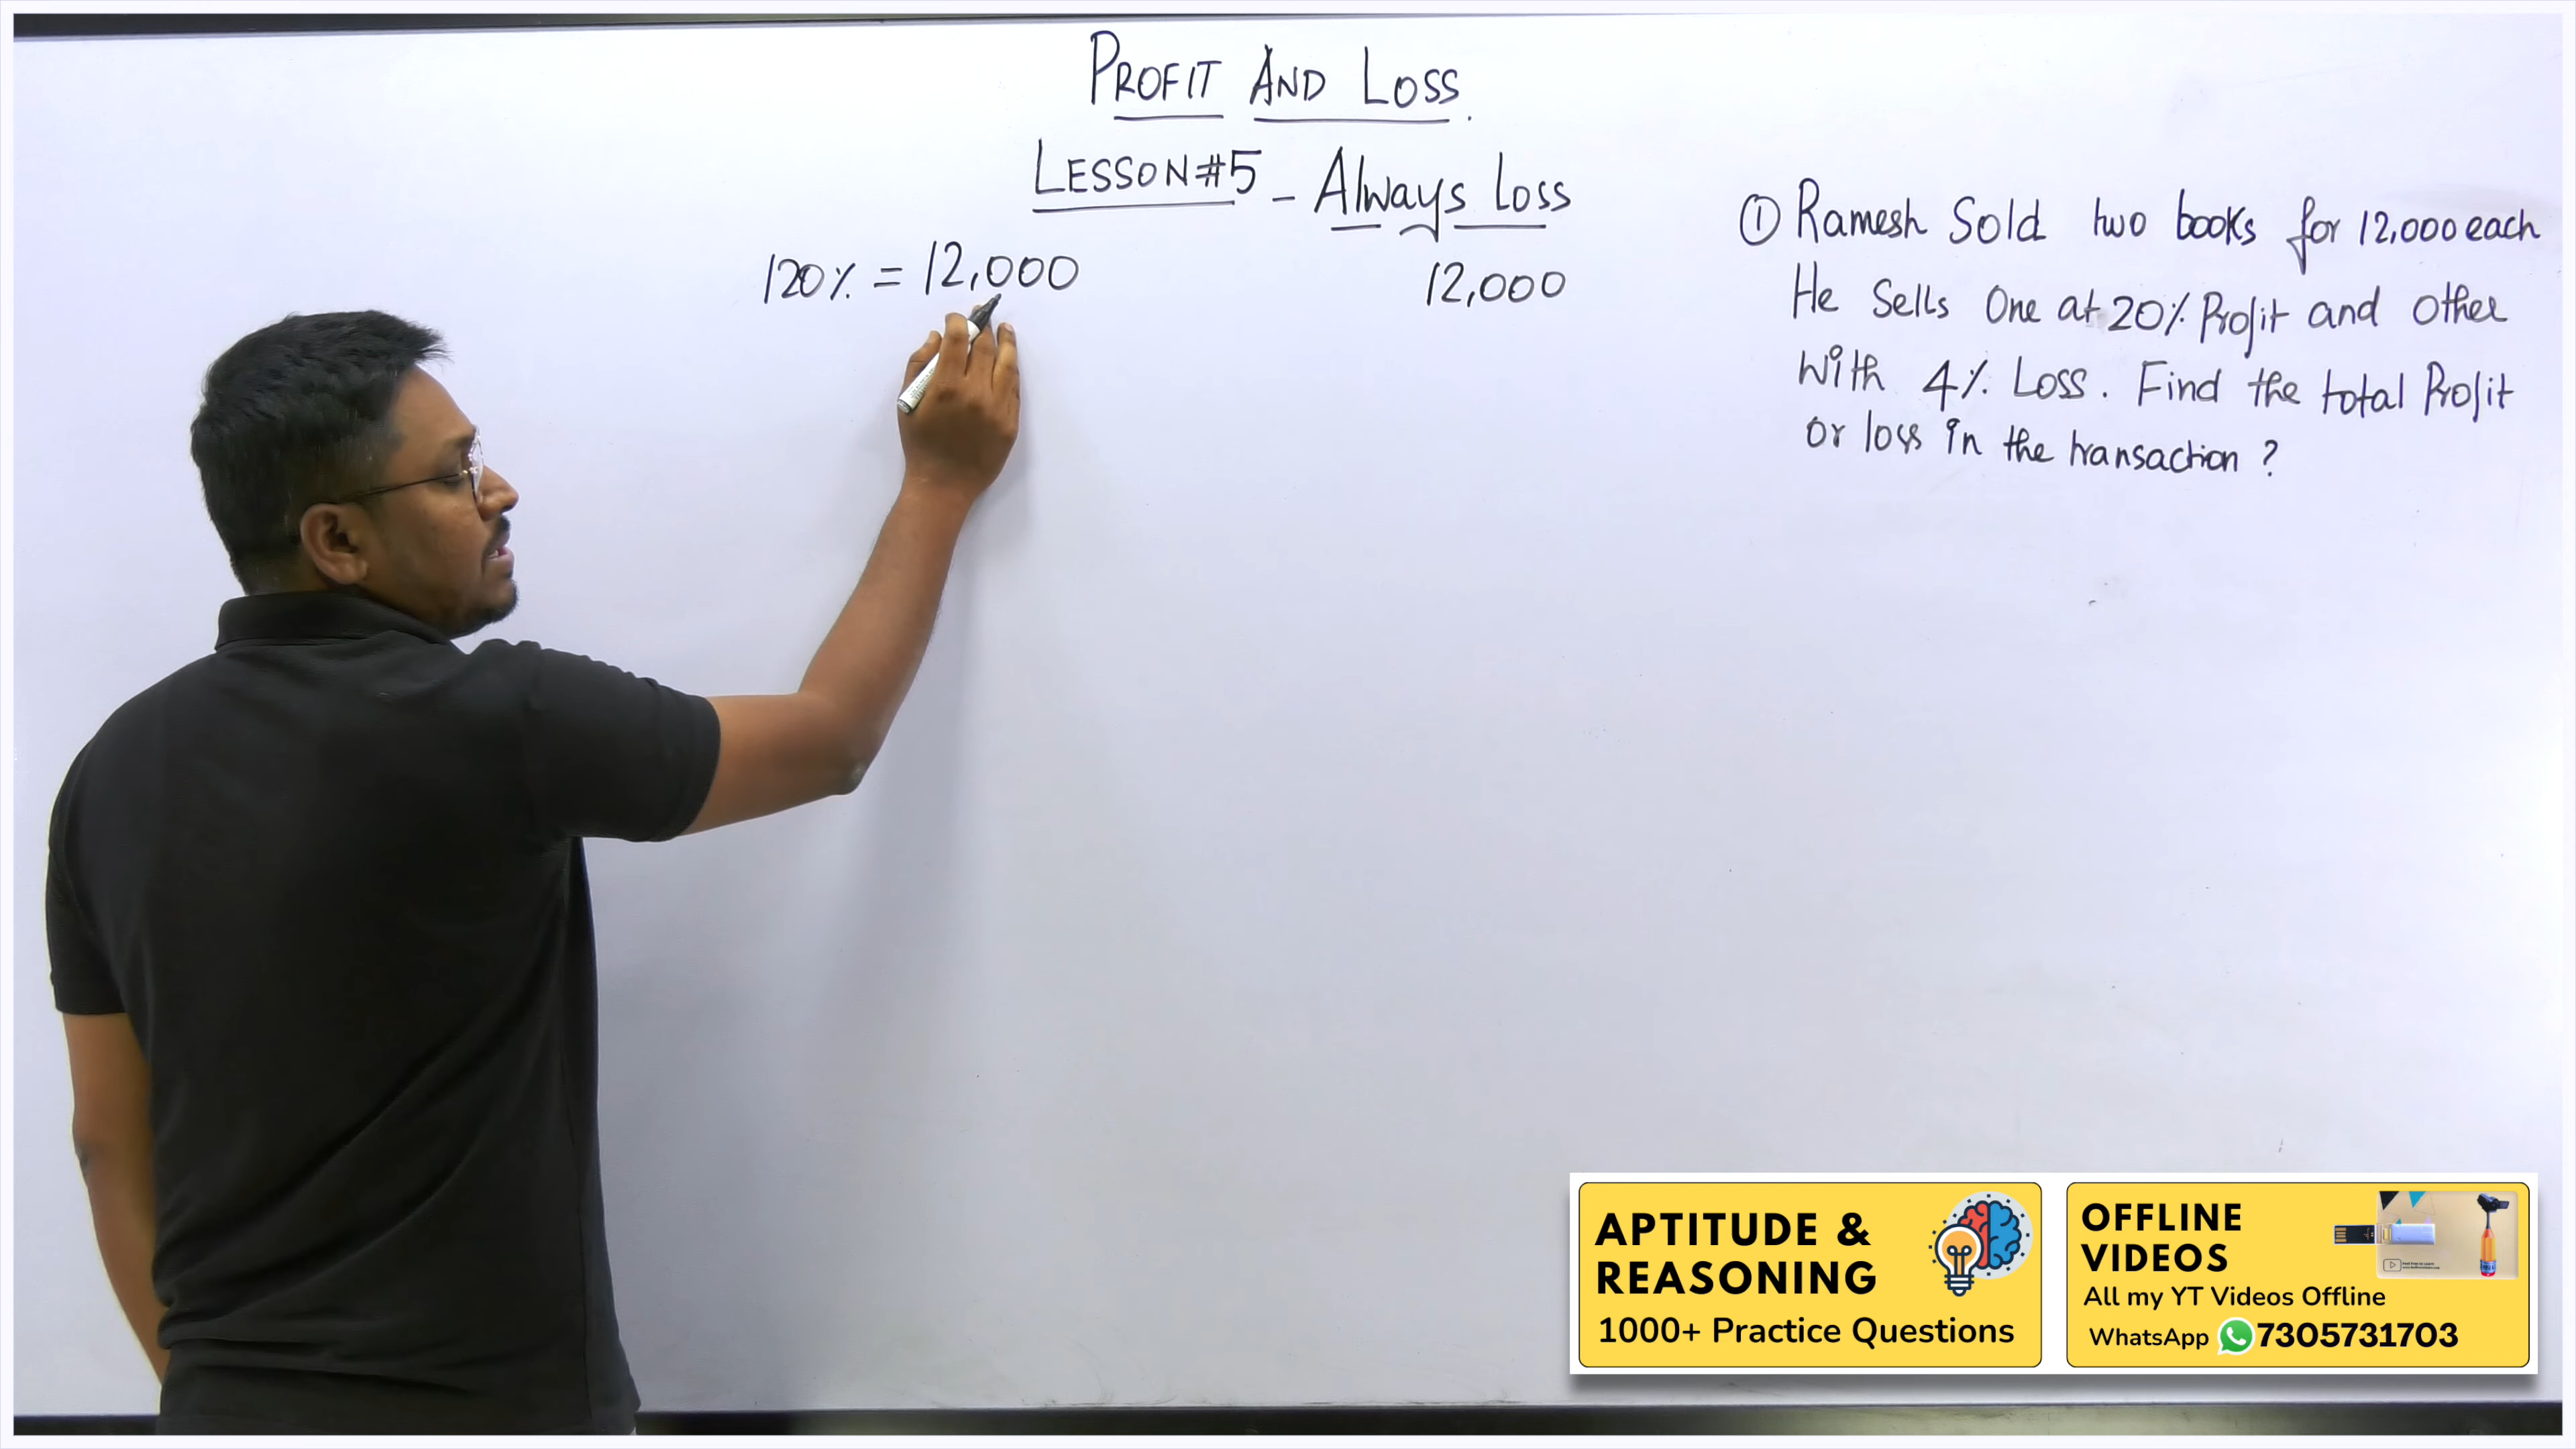 PROFIT AND LOSS.
LESSON#5 - Always Loss
120% = 12,000
12,000
① Ramesh Sold two books for 12,000 each
He Sells One at 20% Profit and Other
With 4% Loss. Find the total Profit
or loss in the transaction?
APTITUDE &
REASONING
1000+ Practice Questions
OFFLINE
VIDEOS
All my YT Videos Offline
WhatsApp 7305731703